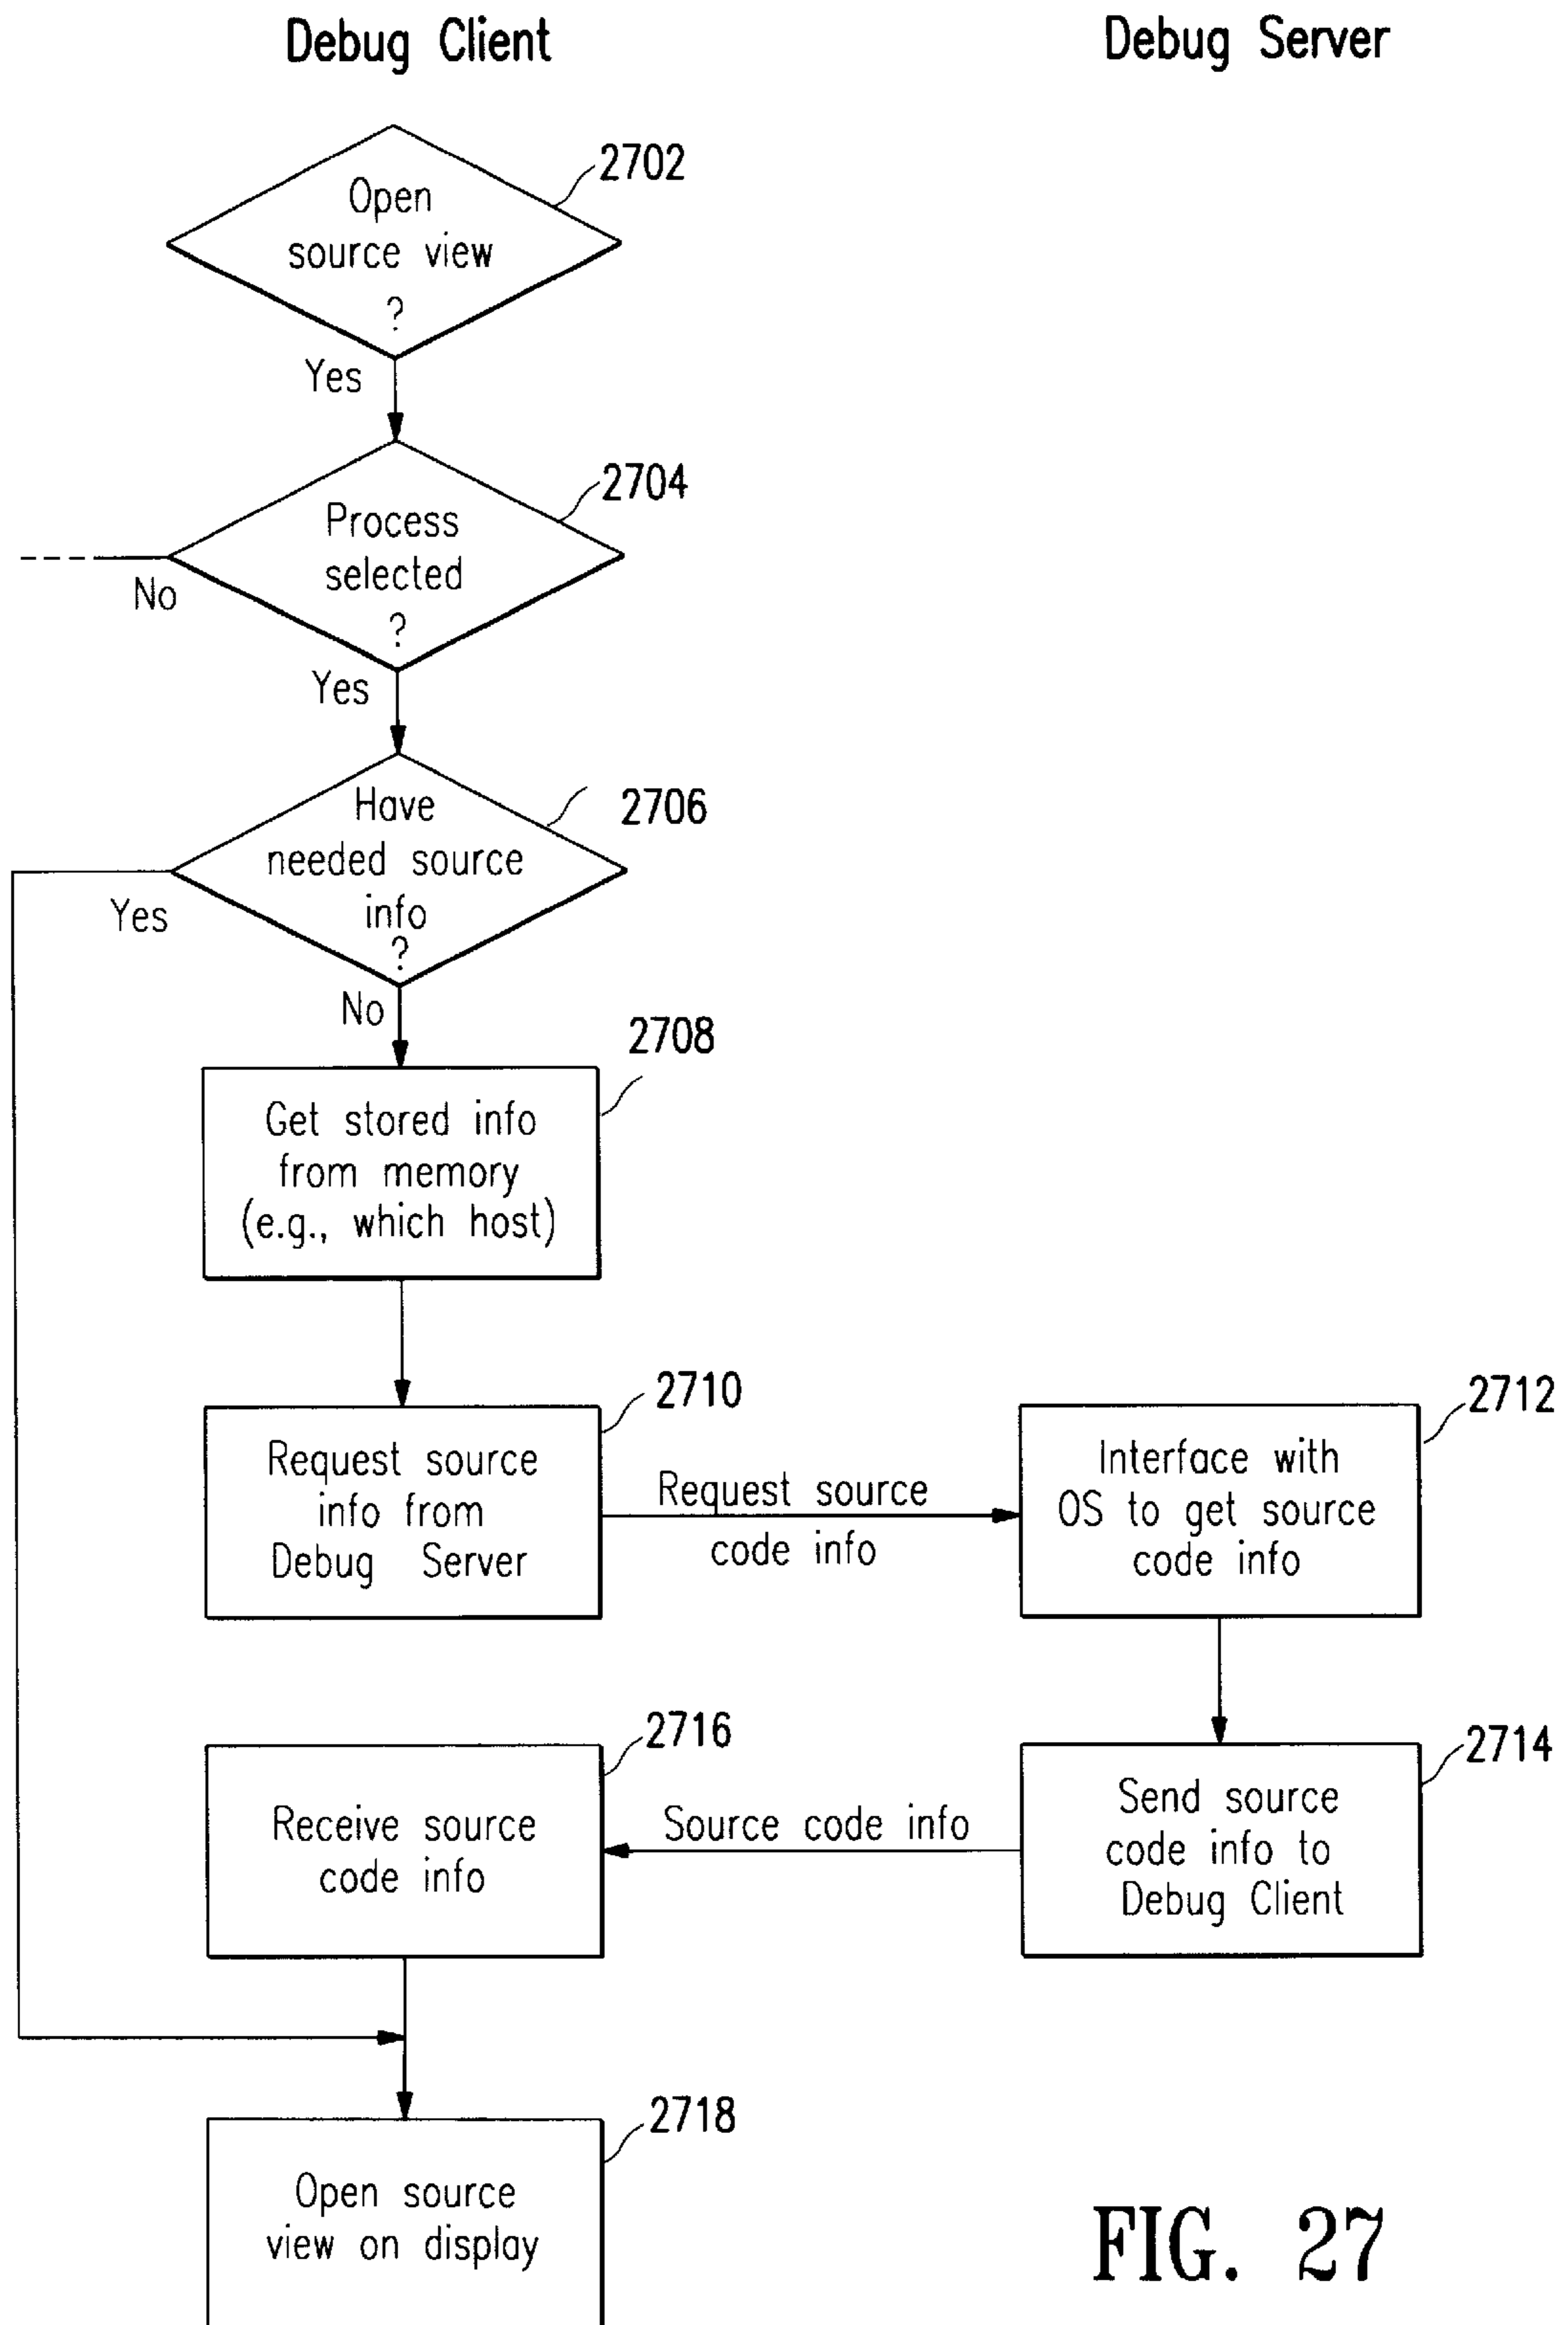 Debug Client
Debug Server
2702
Open
source view
?
Yes
2704
Process
selected
?
No
Yes
2706
Have
needed source
info
?
Yes
No
2708
Get stored info
from memory
(e.g., which host)
2710
Request source
info from
Debug Server
Request source
code info
2712
Interface with
OS to get source
code info
2716
Receive source
code info
Source code info
2714
Send source
code info to
Debug Client
2718
Open source
view on display
FIG. 27